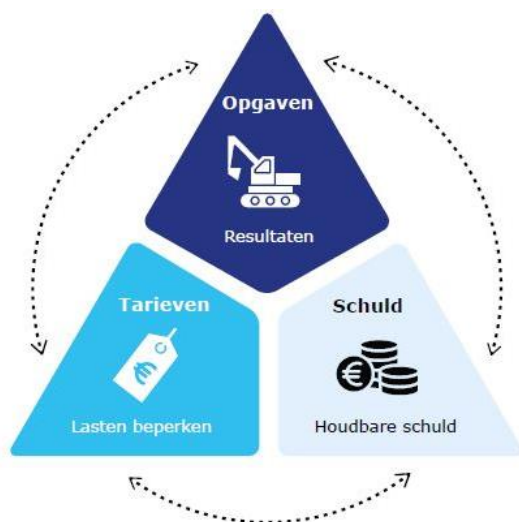 Opgaven
Resultaten
Tarieven
€
Lasten beperken
Schuld
€
Houdbare schuld